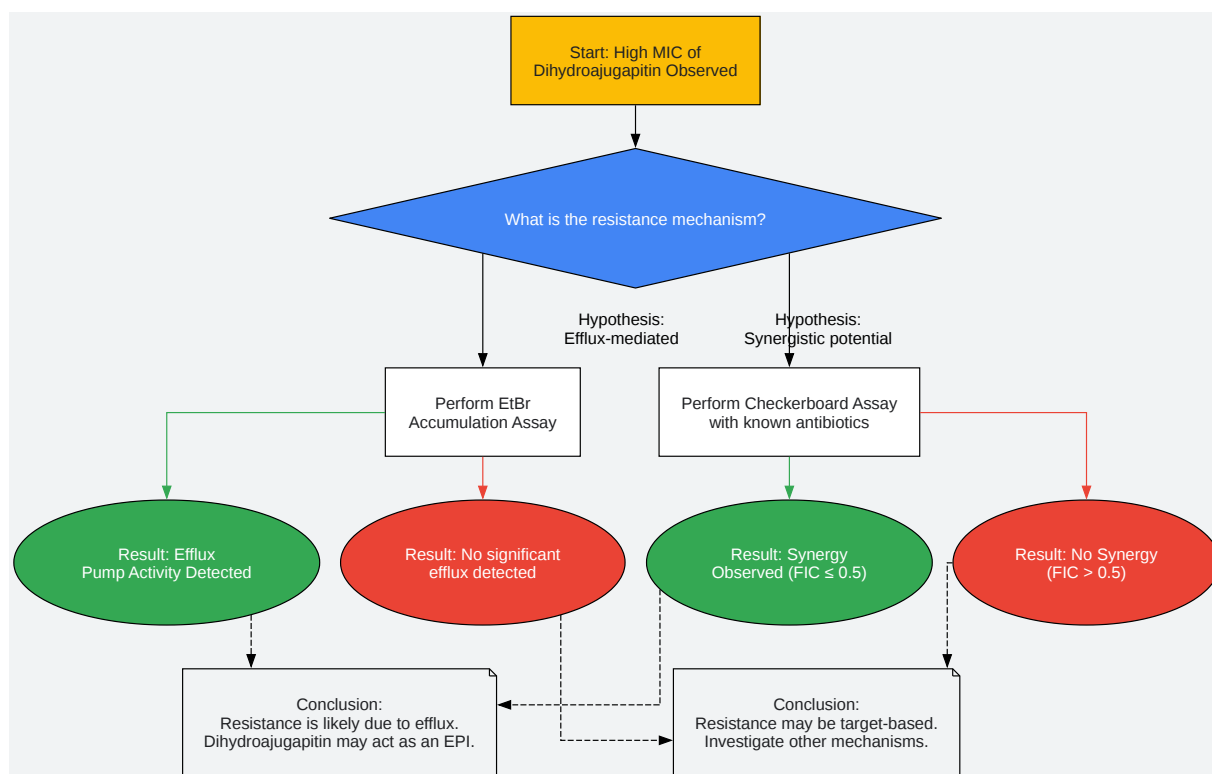 Start: High MIC of
Dihydroajugapitin Observed
What is the resistance mechanism?
Hypothesis:
Efflux-mediated
Hypothesis:
Synergistic potential
Perform EtBr
Accumulation Assay
Perform Checkerboard Assay
with known antibiotics
Result: Efflux
Pump Activity Detected
Result: No significant
efflux detected
Result: Synergy
Observed (FIC ≤ 0.5)
Result: No Synergy
(FIC > 0.5)
Conclusion:
Resistance is likely due to efflux.
Dihydroajugapitin may act as an EPI.
Conclusion:
Resistance may be target-based.
Investigate other mechanisms.